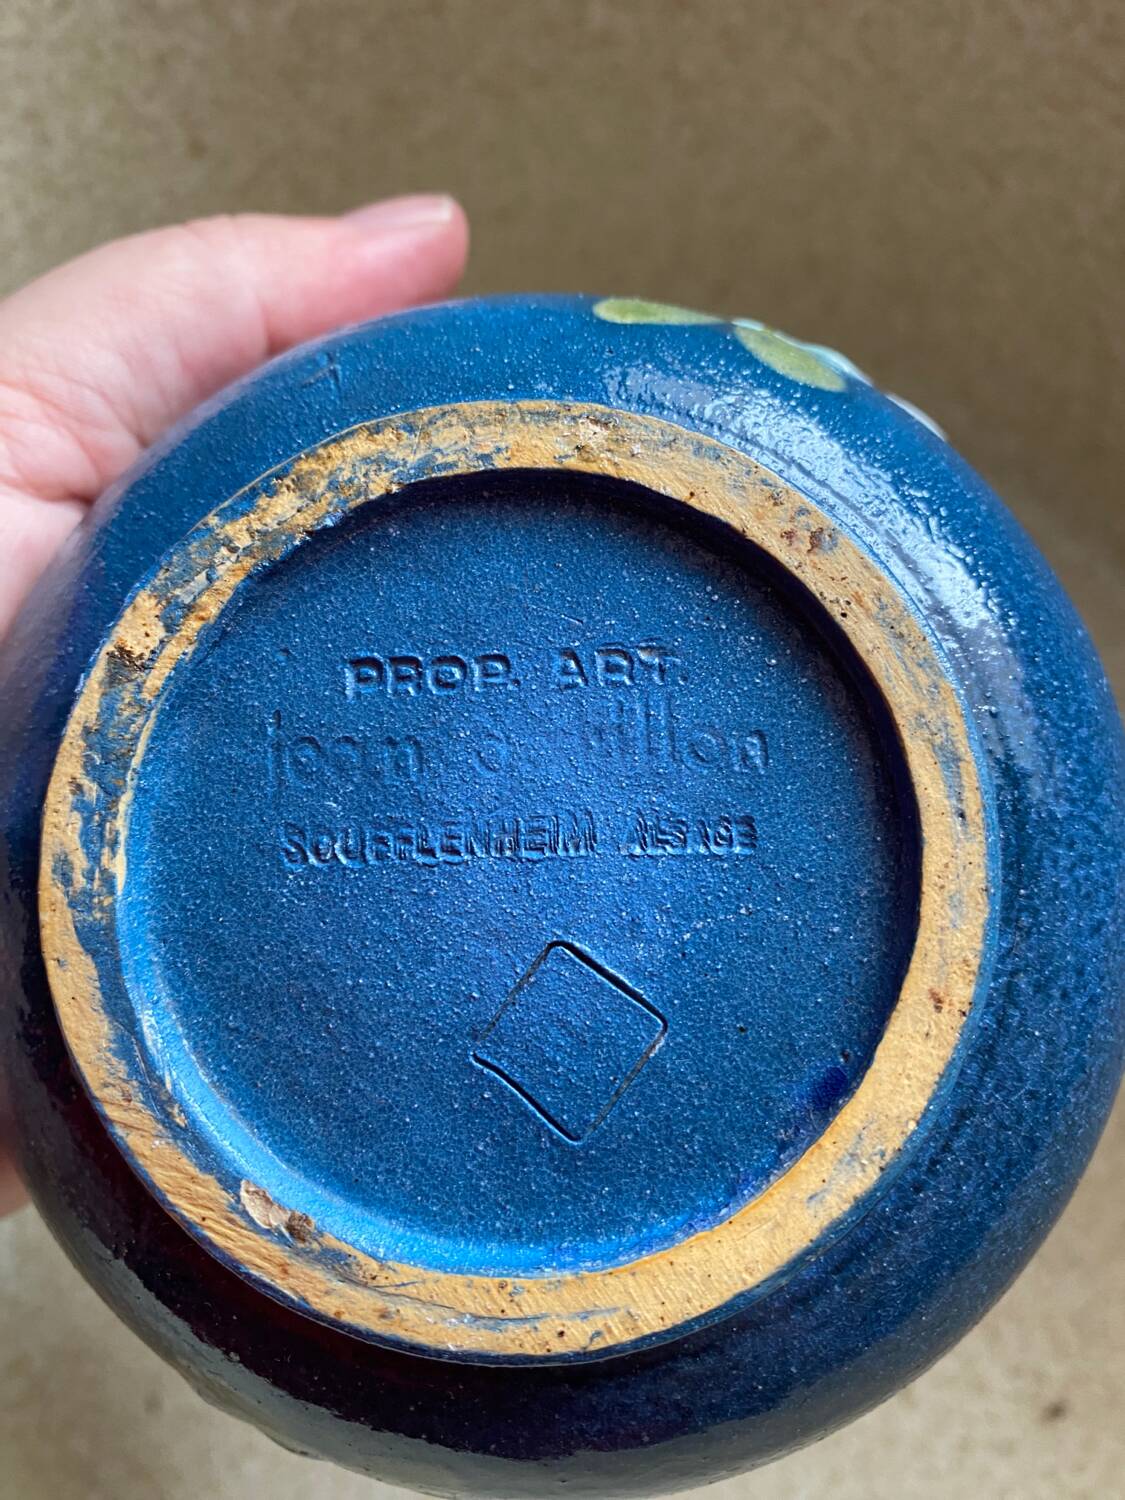 PROP. ART.
jean
SOUFFLENHEIM ALSACE